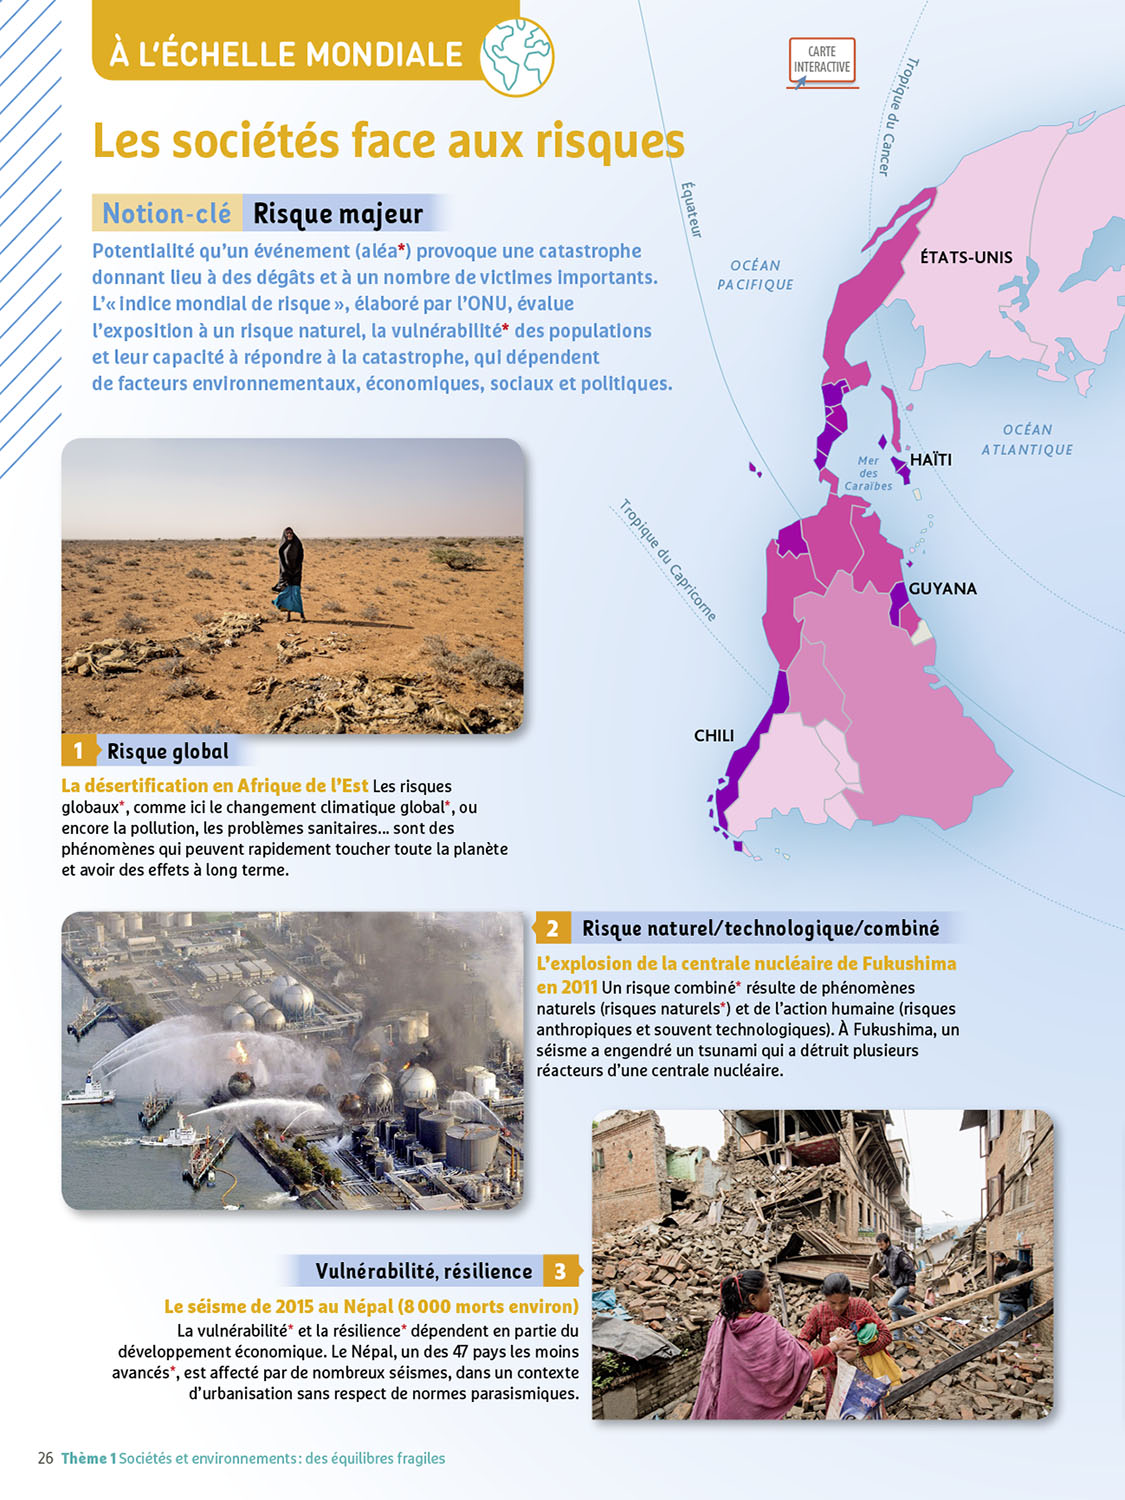 À L'ÉCHELLE MONDIALE
CARTE
INTERACTIVE
Les sociétés face aux risques
Notion-clé Risque majeur
Potentialité qu'un événement (aléa*) provoque une catastrophe
donnant lieu à des dégâts et à un nombre de victimes importants.
L'« indice mondial de risque », élaboré par l'ONU, évalue
l'exposition à un risque naturel, la vulnérabilité* des populations
et leur capacité à répondre à la catastrophe, qui dépendent
de facteurs environnementaux, économiques, sociaux et politiques.
Tropique du Cancer
Équateur
OCÉAN
PACIFIQUE
ÉTATS-UNIS
OCÉAN
ATLANTIQUE
Mer
des
Caraïbes
HAÏTI
Tropique du Capricorne
GUYANA
CHILI
1 Risque global
La désertification en Afrique de l'Est Les risques
globaux*, comme ici le changement climatique global*, ou
encore la pollution, les problèmes sanitaires... sont des
phénomènes qui peuvent rapidement toucher toute la planète
et avoir des effets à long terme.
2 Risque naturel/technologique/combiné
L'explosion de la centrale nucléaire de Fukushima
en 2011 Un risque combiné* résulte de phénomènes
naturels (risques naturels*) et de l'action humaine (risques
anthropiques et souvent technologiques). À Fukushima, un
séisme a engendré un tsunami qui a détruit plusieurs
réacteurs d'une centrale nucléaire.
Vulnérabilité, résilience 3
Le séisme de 2015 au Népal (8 000 morts environ)
La vulnérabilité* et la résilience* dépendent en partie du
développement économique. Le Népal, un des 47 pays les moins
avancés*, est affecté par de nombreux séismes, dans un contexte
d'urbanisation sans respect de normes parasismiques.
26 Thème 1 Sociétés et environnements : des équilibres fragiles